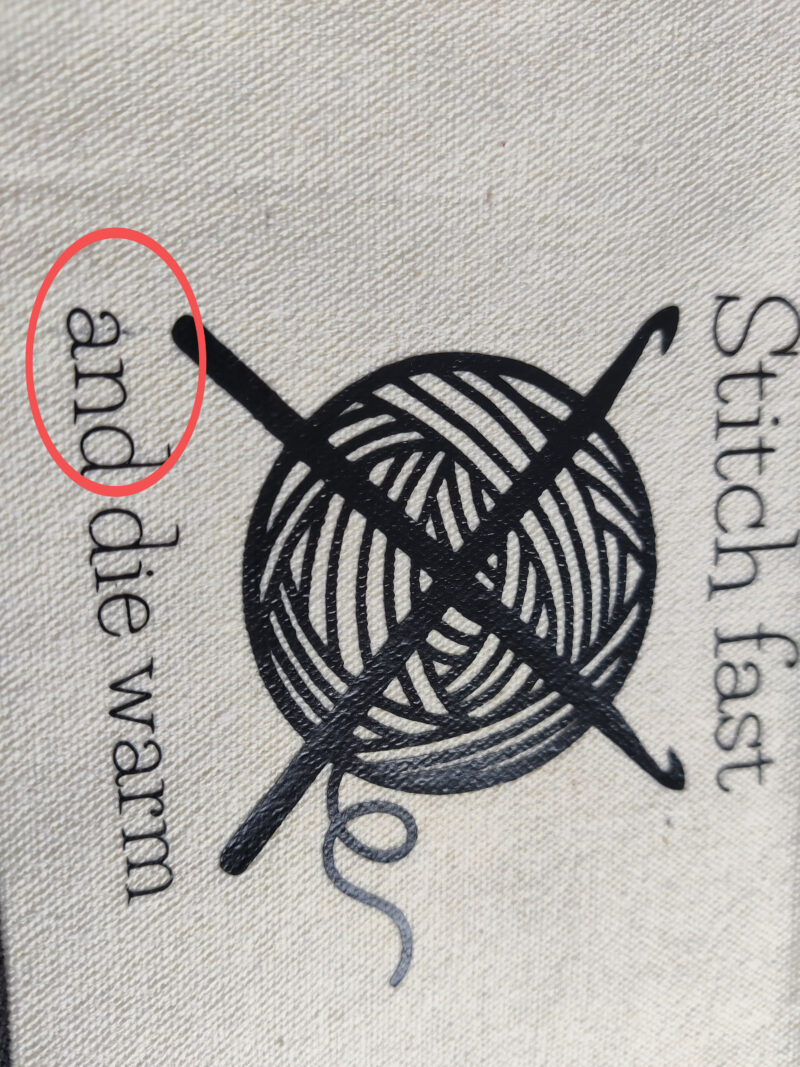 Stitch fast
and die warm